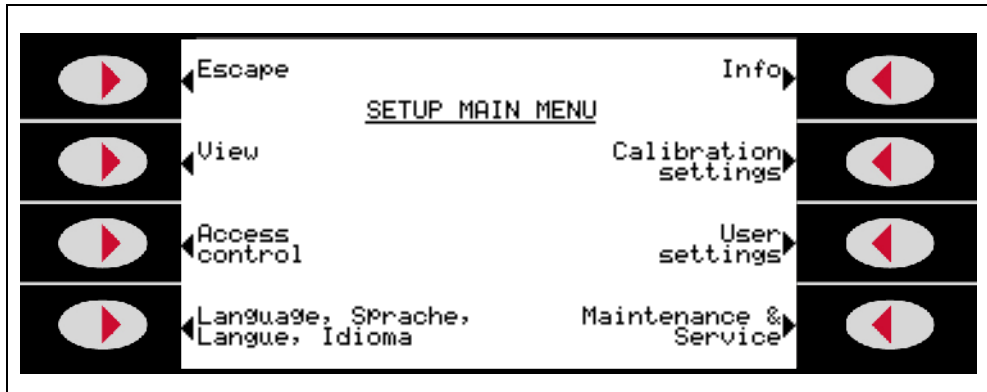 Escape
Info
SETUP MAIN MENU
View
Calibration
settings
Access
control
User
settings
Language, Sprache,
Langue, Idioma
Maintenance &
Service